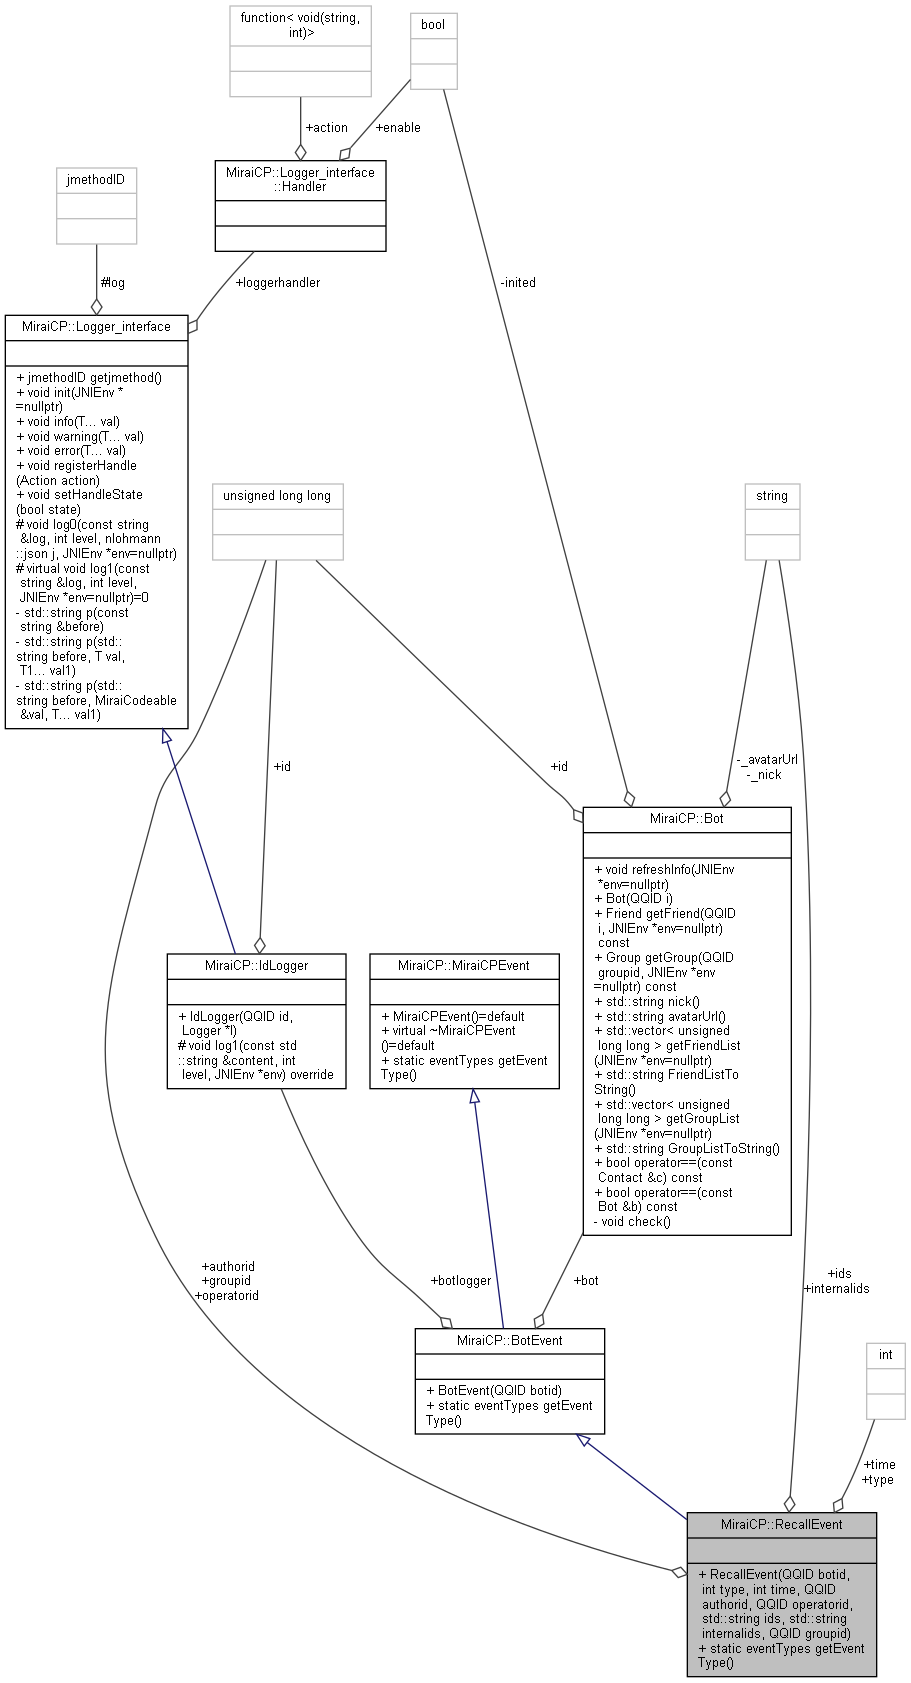 function< void(string,
int)>
bool
+action
+enable
MiraiCP::Logger_interface
::Handler
jmethodID
#log
+loggerhandler
-inited
MiraiCP::Logger_interface
+ jmethodID getjmethod()
+ void init(JNIEnv *
=nullptr)
+ void info(T... val)
+ void warning(T... val)
+ void error(T... val)
+ void registerHandle
(Action action)
+ void setHandleState
(bool state)
# void log0(const string
&log, int level, nlohmann
::json j, JNIEnv *env=nullptr)
# virtual void log1(const
string &log, int level,
JNIEnv *env=nullptr)=0
- std::string p(const
string &before)
- std::string p(std::
string before, T val,
T1... val1)
- std::string p(std::
string before, MiraiCodeable
&val, T... val1)
unsigned long long
string
+id
+id
-_avatarUrl
-_nick
MiraiCP::Bot
+ void refreshInfo(JNIEnv
*env=nullptr)
+ Bot(QQID i)
+ Friend getFriend(QQID
i, JNIEnv *env=nullptr)
const
+ Group getGroup(QQID
groupid, JNIEnv *env
=nullptr) const
+ std::string nick()
+ std::string avatarUrl()
+ std::vector< unsigned
long long > getFriendList
(JNIEnv *env=nullptr)
+ std::string FriendListTo
String()
+ std::vector< unsigned
long long > getGroupList
(JNIEnv *env=nullptr)
+ std::string GroupListToString()
+ bool operator==(const
Contact &c) const
+ bool operator==(const
Bot &b) const
- void check()
MiraiCP::IdLogger
+ IdLogger(QQID id,
Logger *l)
# void log1(const std
::string &content, int
level, JNIEnv *env) override
MiraiCP::MiraiCPEvent
+ MiraiCPEvent()=default
+ virtual ~MiraiCPEvent
()=default
+ static eventTypes getEvent
Type()
+authorid
+groupid
+operatorid
+botlogger
+bot
+ids
+internalids
MiraiCP::BotEvent
+ BotEvent(QQID botid)
+ static eventTypes getEvent
Type()
int
+time
+type
MiraiCP::RecallEvent
+ RecallEvent(QQID botid,
int type, int time, QQID
authorid, QQID operatorid,
std::string ids, std::string
internalids, QQID groupid)
+ static eventTypes getEvent
Type()